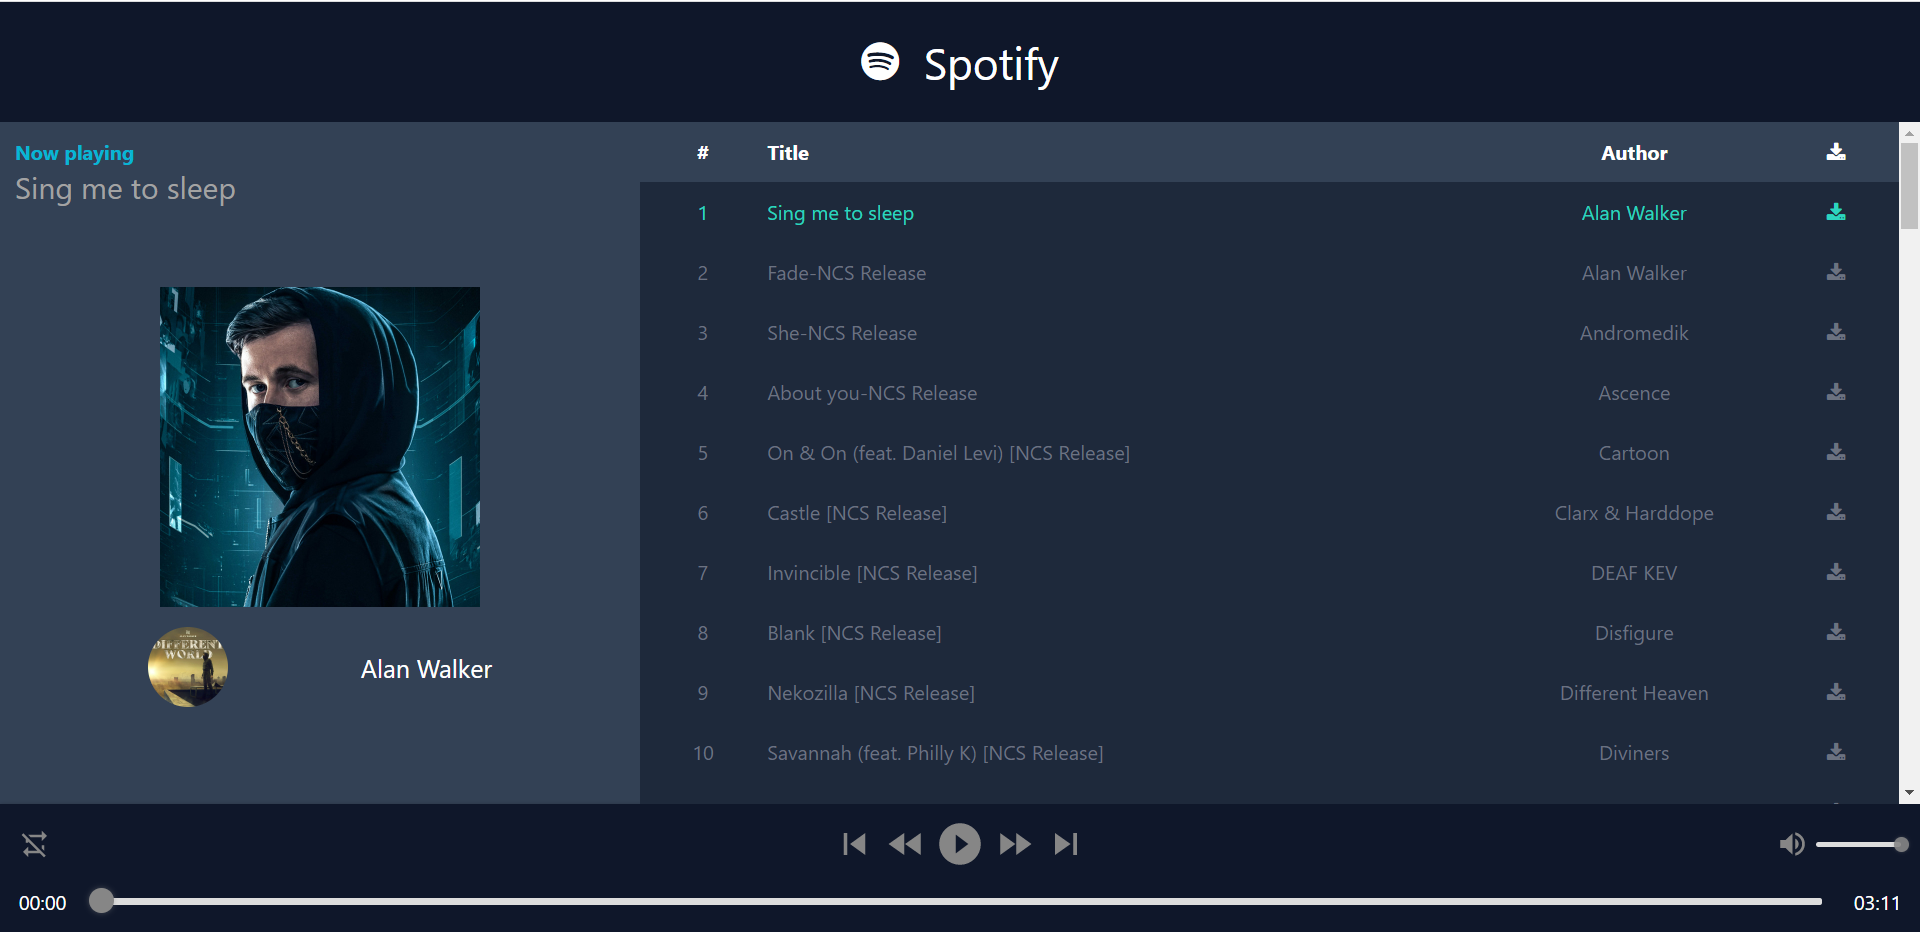 Spotify
Now playing
Sing me to sleep
DIFFERENT
WORLD
Alan Walker
# Title Author
1 Sing me to sleep Alan Walker
2 Fade-NCS Release Alan Walker
3 She-NCS Release Andromedik
4 About you-NCS Release Ascence
5 On & On (feat. Daniel Levi) [NCS Release] Cartoon
6 Castle [NCS Release] Clarx & Harddope
7 Invincible [NCS Release] DEAF KEV
8 Blank [NCS Release] Disfigure
9 Nekozilla [NCS Release] Different Heaven
10 Savannah (feat. Philly K) [NCS Release] Diviners
00:00 03:11